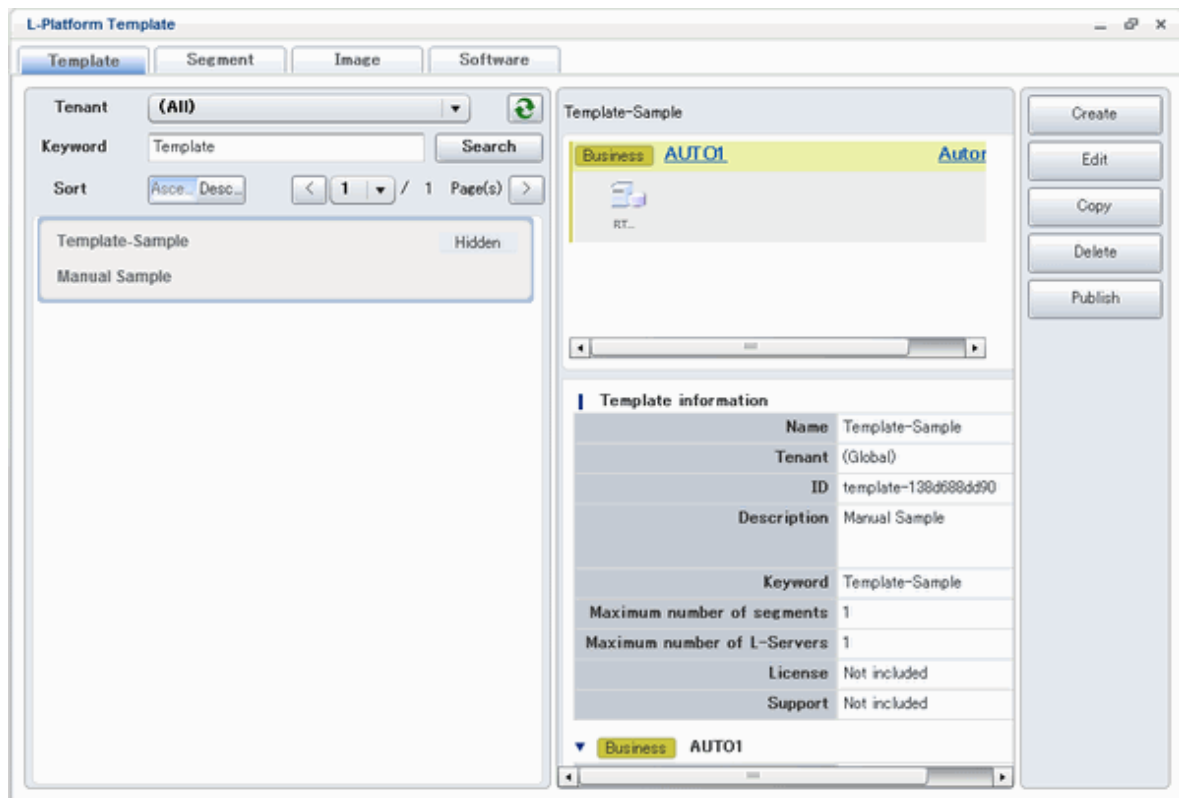 L-Platform Template
Template Segment Image Software
Tenant (All)
Keyword Template Search
Sort Asce... Desc... < 1 / 1 Page(s) >
Template-Sample Hidden
Manual Sample
Template-Sample
Business AUTO1 Autor
RT...
Template information
Name Template-Sample
Tenant (Global)
ID template-138d688dd90
Description Manual Sample
Keyword Template-Sample
Maximum number of segments 1
Maximum number of L-Servers 1
License Not included
Support Not included
Business AUTO1
Create
Edit
Copy
Delete
Publish